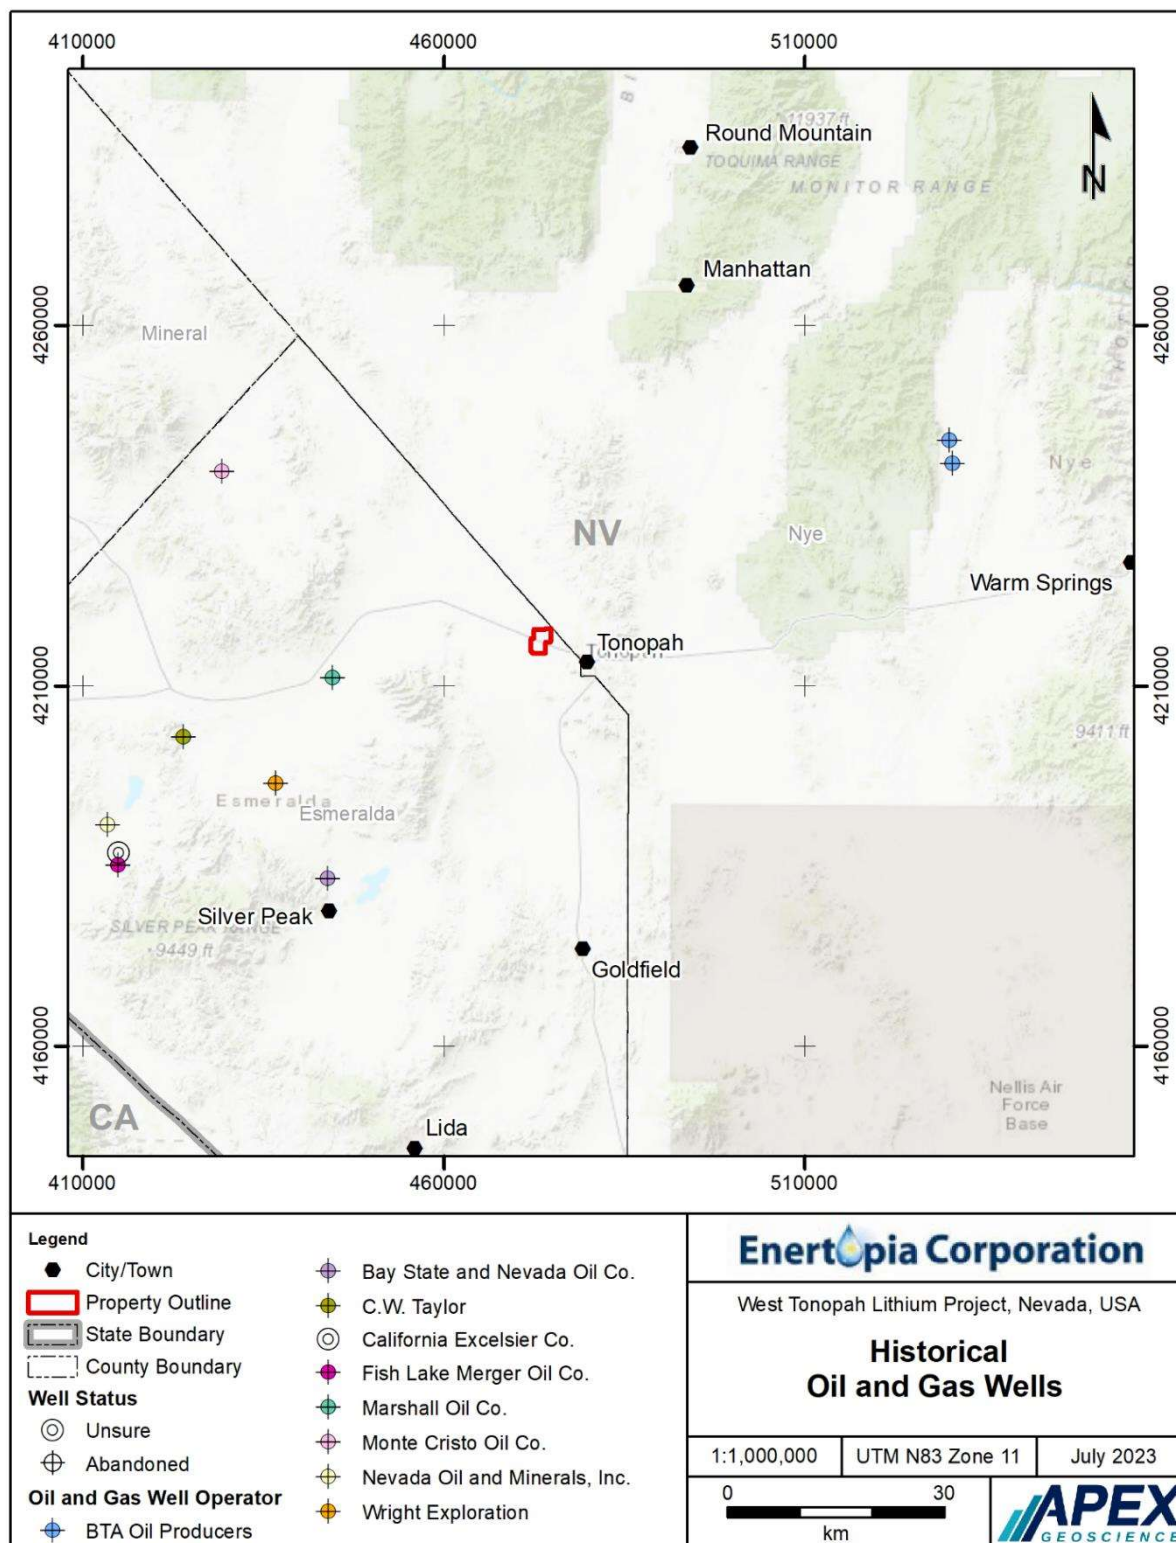 410000 460000 510000
11937 ft
Round Mountain
TOQUIMA RANGE
MONITOR RANGE
N
Manhattan
4260000
Mineral
4260000
Nye
NV
Nye
Warm Springs
Tonopah
Tonopah
4210000
4210000
9411 ft
Esmeralda
Esmeralda
Silver Peak
SILVER PEAK RANGE
9449 ft
Goldfield
4160000
4160000
Nellis Air
Force
Base
CA
Lida
410000 460000 510000
Legend
City/Town
Property Outline
State Boundary
County Boundary
Well Status
Unsure
Abandoned
Oil and Gas Well Operator
BTA Oil Producers
Bay State and Nevada Oil Co.
C.W. Taylor
California Excelsier Co.
Fish Lake Merger Oil Co.
Marshall Oil Co.
Monte Cristo Oil Co.
Nevada Oil and Minerals, Inc.
Wright Exploration
Enertopia Corporation
West Tonopah Lithium Project, Nevada, USA
Historical
Oil and Gas Wells
1:1,000,000 UTM N83 Zone 11 July 2023
0 30
km
APEX
GEOSCIENCE